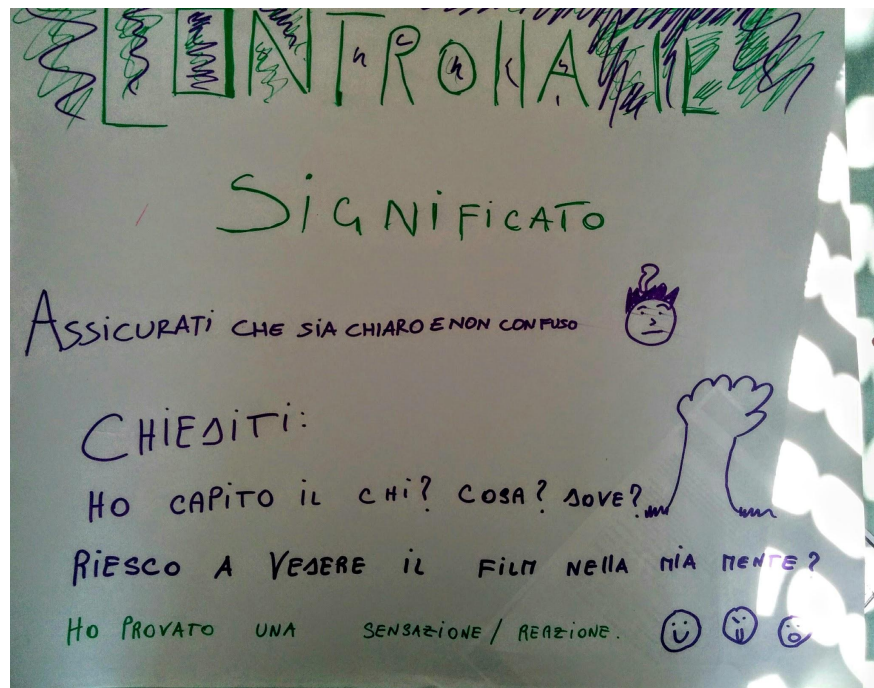 CONTROLLARE
SiGNiFiCATO
ASSiCURATi CHE SiA CHIARO E NON CONFUSO
?
CHiEDiTi:
HO CAPiTO iL CHi? COSA? DOVE?
RiESCO A VEDERE iL FiLM NEllA MiA MENTE?
HO PROVATO UNA SENSAZiONE / REAZiONE.